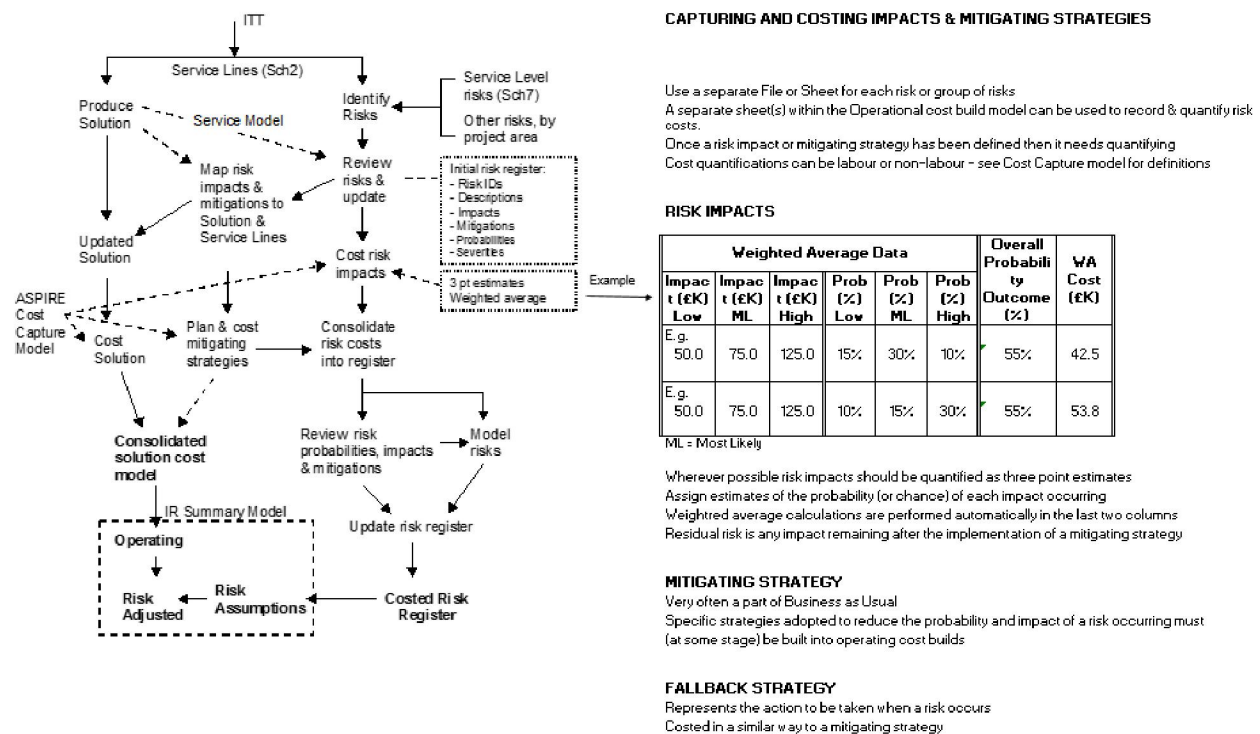 ITT
Service Lines (Sch2)
Produce
Solution
Service Model
Identify
Risks
Service Level
risks (Sch7)
Other risks, by
project area
Map risk
impacts &
mitigations to
Solution &
Service Lines
Review
risks &
update
Initial risk register:
- Risk IDs
- Descriptions
- Impacts
- Mitigations
- Probabilities
- Severities
Updated
Solution
Cost risk
impacts
3 pt estimates
Weighted average
Example
ASPIRE
Cost
Capture
Model
Cost
Solution
Plan & cost
mitigating
strategies
Consolidate
risk costs
into register
Consolidated
solution cost
model
Review risk
probabilities, impacts
& mitigations
Model
risks
IR Summary Model
Update risk register
Operating
Risk
Adjusted
Risk
Assumptions
Costed Risk
Register
CAPTURING AND COSTING IMPACTS & MITIGATING STRATEGIES
Use a separate File or Sheet for each risk or group of risks
A separate sheet(s) within the Operational cost build model can be used to record & quantify risk
costs.
Once a risk impact or mitigating strategy has been defined then it needs quantifying
Cost quantifications can be labour or non-labour - see Cost Capture model for definitions
RISK IMPACTS
Weighted Average Data
Overall
Probabili
ty
Outcome
(%)
WA
Cost
(£K)
Impac
t (£K)
Low
Impac
t (£K)
ML
Impac
t (£K)
High
Prob
(%)
Low
Prob
(%)
ML
Prob
(%)
High
E.g.
50.0 75.0 125.0 15% 30% 10% 55% 42.5
E.g.
50.0 75.0 125.0 10% 15% 30% 55% 53.8
ML = Most Likely
Wherever possible risk impacts should be quantified as three point estimates
Assign estimates of the probability (or chance) of each impact occurring
Weightred average calculations are performed automatically in the last two columns
Residual risk is any impact remaining after the implementation of a mitigating strategy
MITIGATING STRATEGY
Very often a part of Business as Usual
Specific strategies adopted to reduce the probability and impact of a risk occurring must
(at some stage) be built into operating cost builds
FALLBACK STRATEGY
Represents the action to be taken when a risk occurs
Costed in a similar way to a mitigating strategy